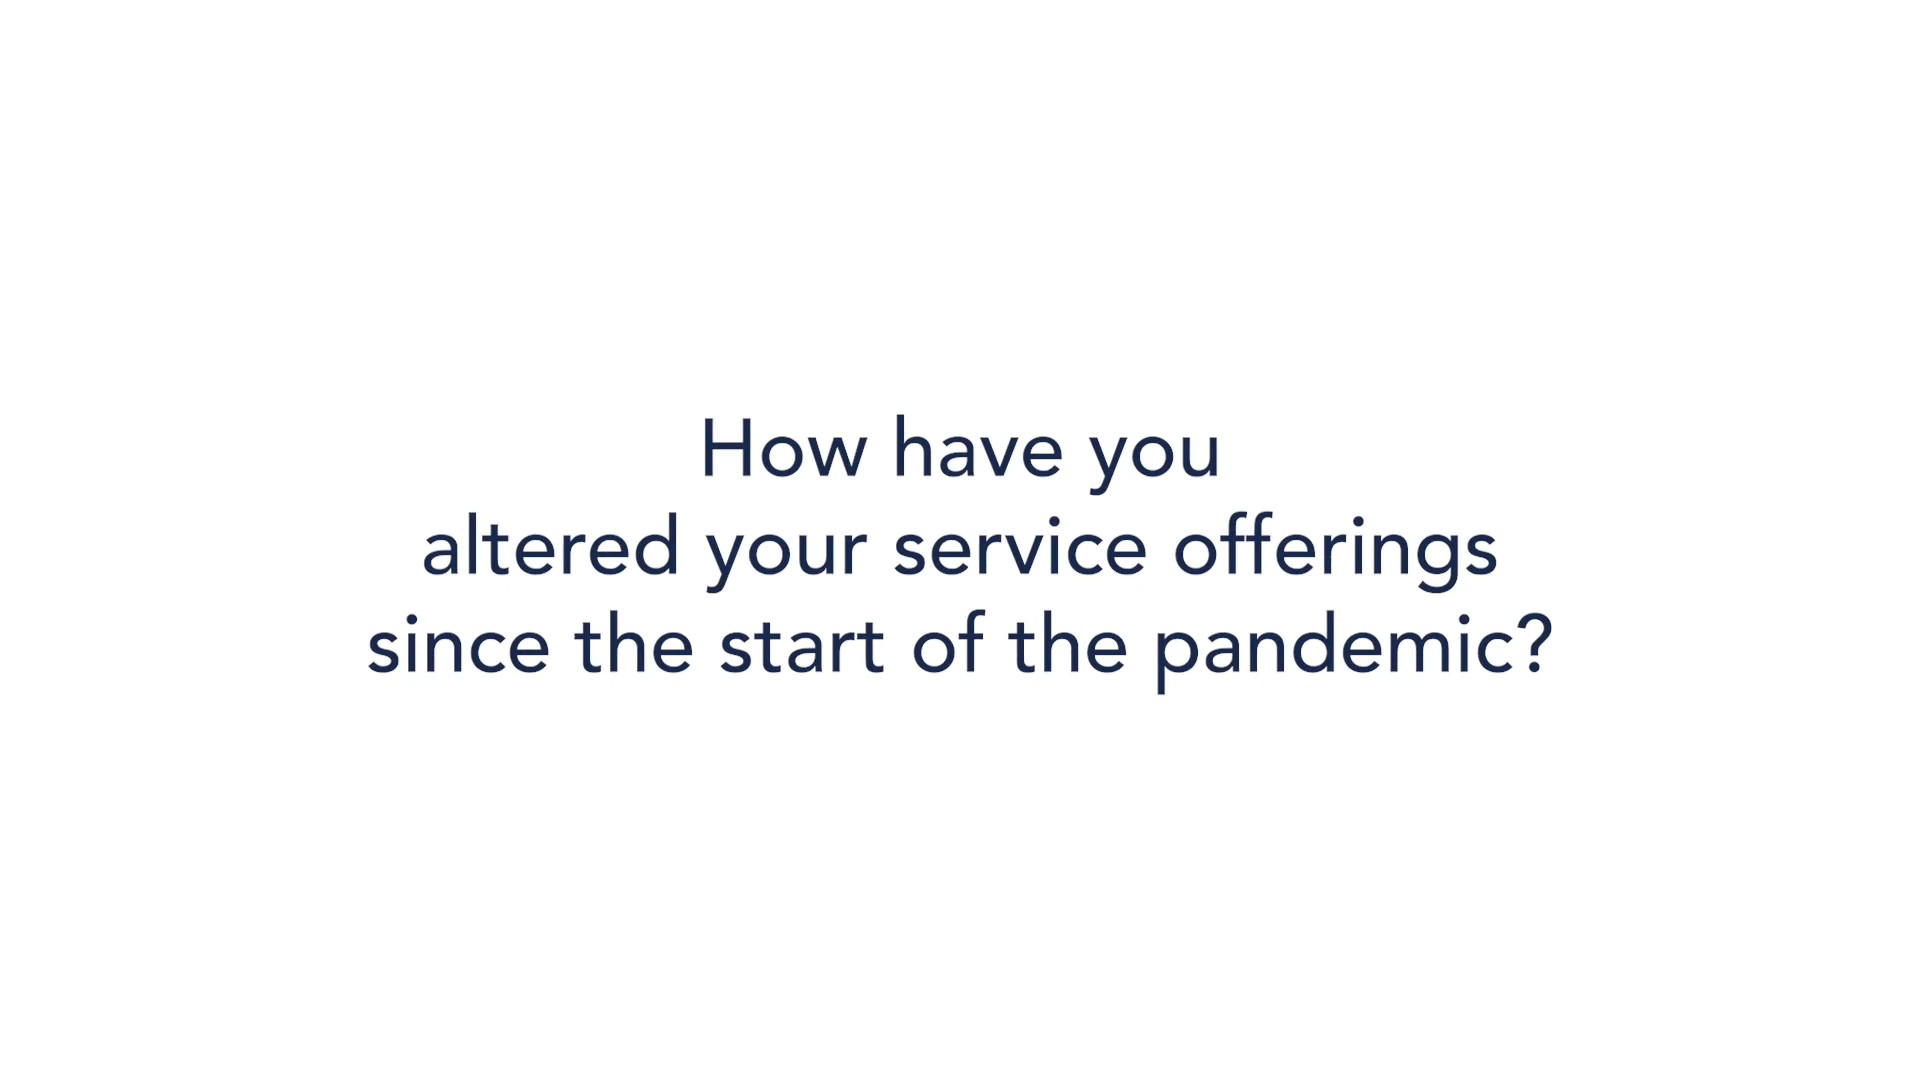 How have you
altered your service offerings
since the start of the pandemic?